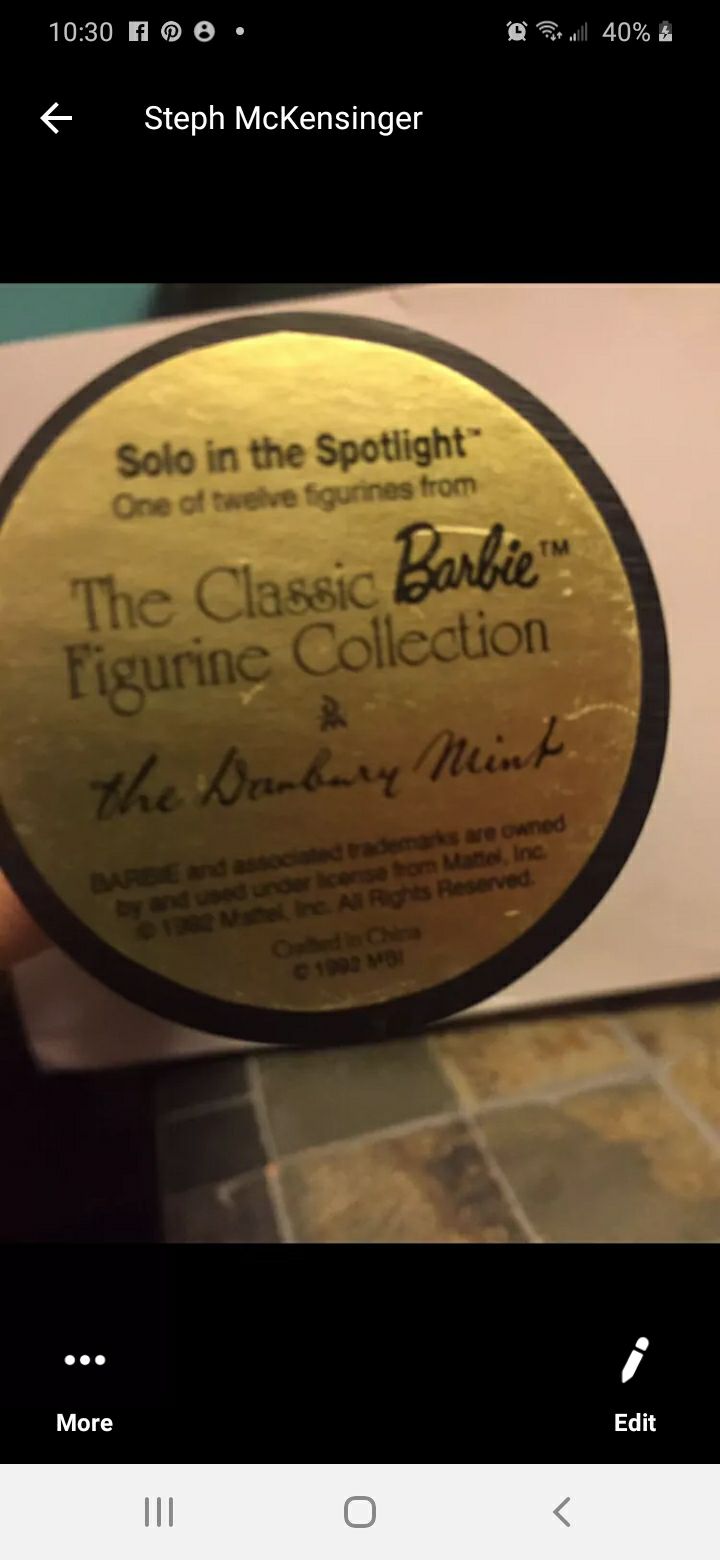 10:30
40%
Steph McKensinger
Solo in the Spotlight™
One of twelve figurines from
The Classic Barbie™
Figurine Collection
the Danbury Mint
BARBIE and associated trademarks are owned
by and used under license from Mattel, Inc.
© 1992 Mattel, Inc. All Rights Reserved.
Crafted in China
© 1992 MBI
More
Edit